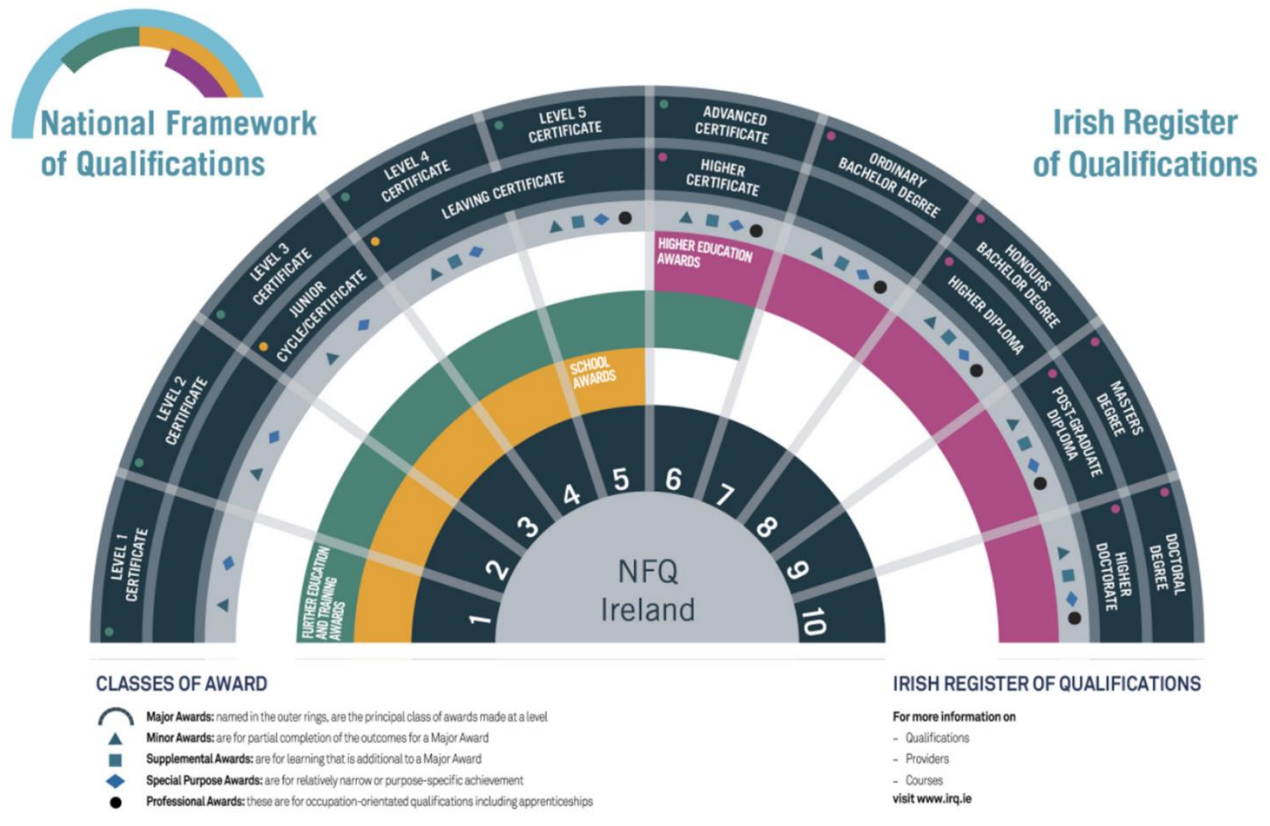 National Framework
of Qualifications
Irish Register
of Qualifications
LEVEL 1
CERTIFICATE
LEVEL 2
CERTIFICATE
LEVEL 3
CERTIFICATE
LEVEL 4
CERTIFICATE
LEVEL 5
CERTIFICATE
ADVANCED
CERTIFICATE
ORDINARY
BACHELOR DEGREE
HONOURS
BACHELOR DEGREE
MASTERS
DEGREE
DOCTORAL
DEGREE
JUNIOR
CYCLE/CERTIFICATE
LEAVING CERTIFICATE
HIGHER
CERTIFICATE
HIGHER DIPLOMA
POST-GRADUATE
DIPLOMA
HIGHER
DOCTORATE
HIGHER EDUCATION
AWARDS
SCHOOL
AWARDS
FURTHER EDUCATION
AND TRAINING
AWARDS
1
2
3
4
5
6
7
8
9
10
NFQ
Ireland
CLASSES OF AWARD
Major Awards: named in the outer rings, are the principal class of awards made at a level
Minor Awards: are for partial completion of the outcomes for a Major Award
Supplemental Awards: are for learning that is additional to a Major Award
Special Purpose Awards: are for relatively narrow or purpose-specific achievement
Professional Awards: these are for occupation-orientated qualifications including apprenticeships
IRISH REGISTER OF QUALIFICATIONS
For more information on
- Qualifications
- Providers
- Courses
visit www.irq.ie